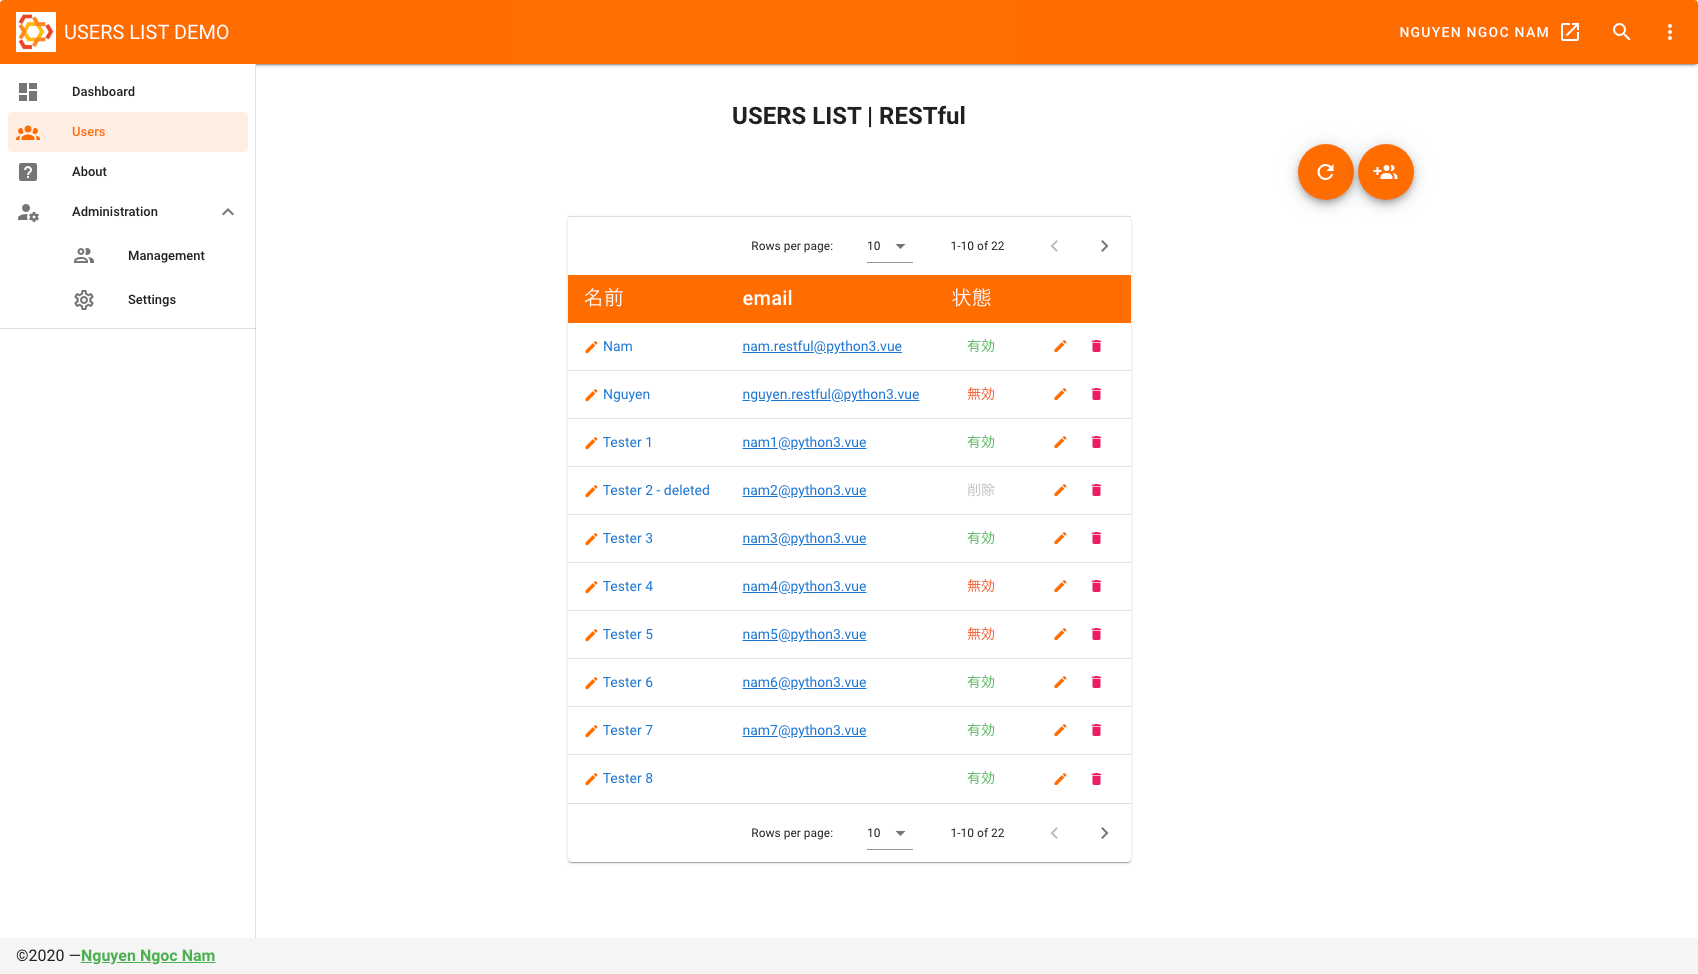 USERS LIST DEMO
NGUYEN NGOC NAM
Dashboard
Users
About
Administration
Management
Settings
USERS LIST | RESTful
Rows per page: 10 1-10 of 22
名前 email 状態
Nam nam.restful@python3.vue 有効
Nguyen nguyen.restful@python3.vue 無効
Tester 1 nam1@python3.vue 有効
Tester 2 - deleted nam2@python3.vue 削除
Tester 3 nam3@python3.vue 有効
Tester 4 nam4@python3.vue 無効
Tester 5 nam5@python3.vue 無効
Tester 6 nam6@python3.vue 有効
Tester 7 nam7@python3.vue 有効
Tester 8 有効
Rows per page: 10 1-10 of 22
©2020 —Nguyen Ngoc Nam